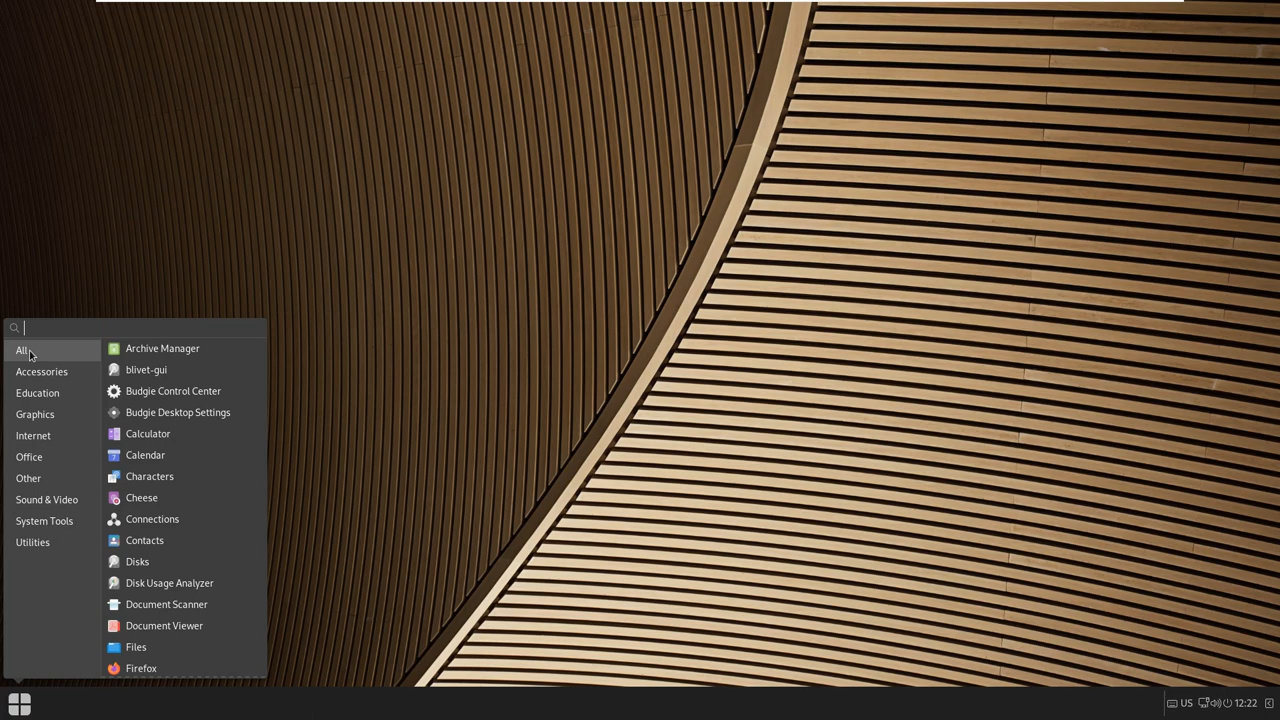 All
Accessories
Education
Graphics
Internet
Office
Other
Sound & Video
System Tools
Utilities
Archive Manager
blivet-gui
Budgie Control Center
Budgie Desktop Settings
Calculator
Calendar
Characters
Cheese
Connections
Contacts
Disks
Disk Usage Analyzer
Document Scanner
Document Viewer
Files
Firefox
US 12:22